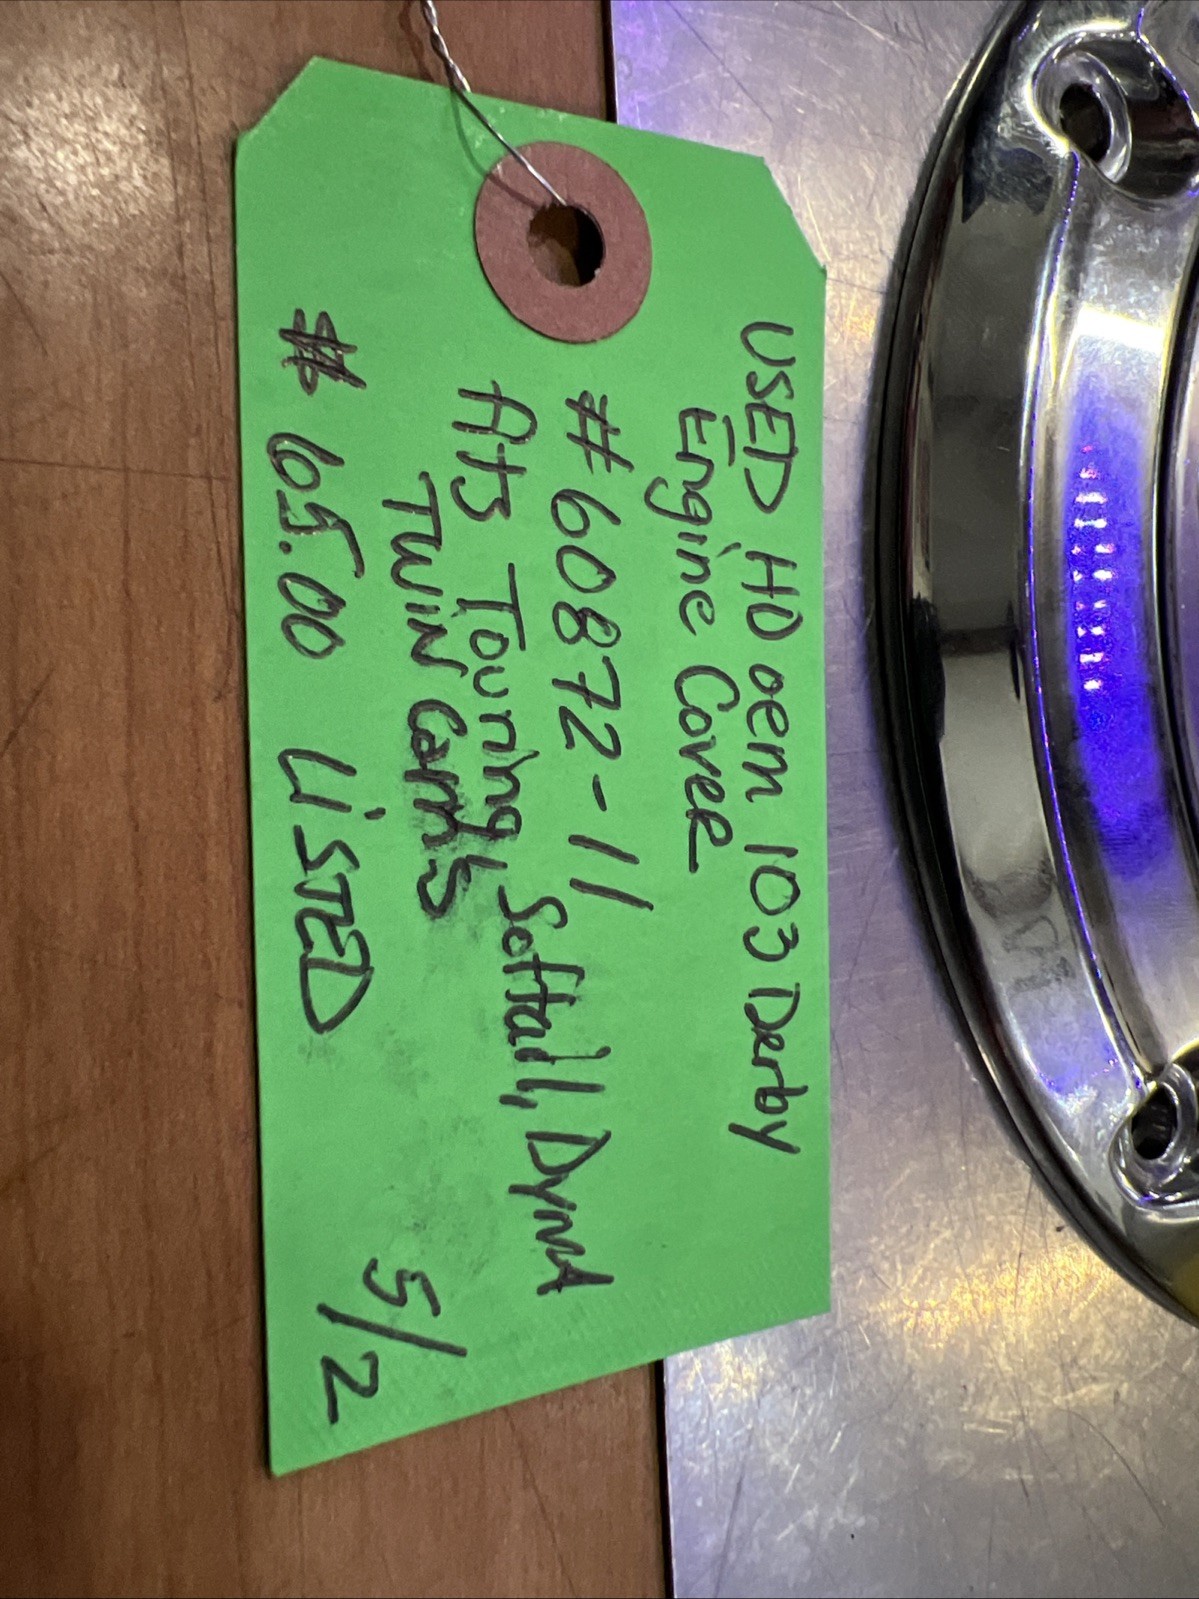 USED HD oem 103 Derby
Engine Cover
#60872-11
fits Touring, Softail, Dyna
TWIN Cam's
# 65.00 LiSTED
5/2